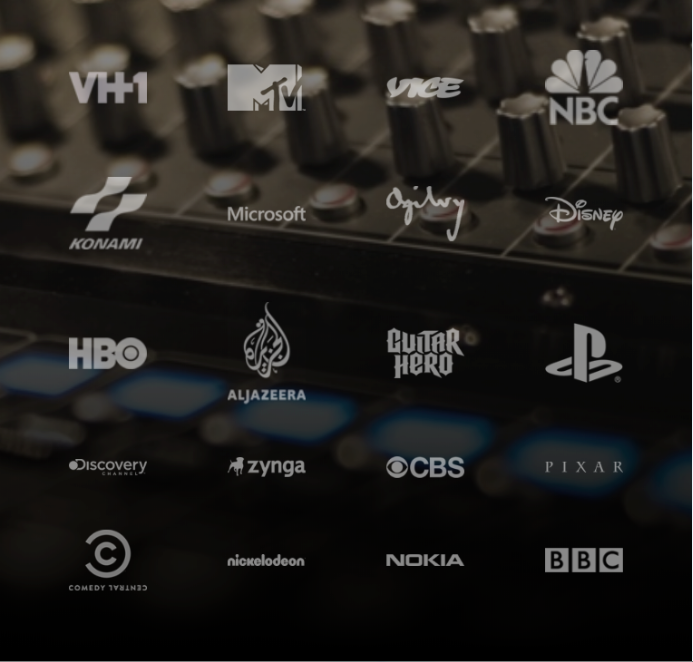 VH1
MTV
VICE
NBC
KONAMI
Microsoft
Ogilvy
Disney
HBO
الجزيرة
ALJAZEERA
GUITAR
HERO
Discovery
CHANNEL
zynga
CBS
PIXAR
COMEDY CENTRAL
nickelodeon
NOKIA
BBC